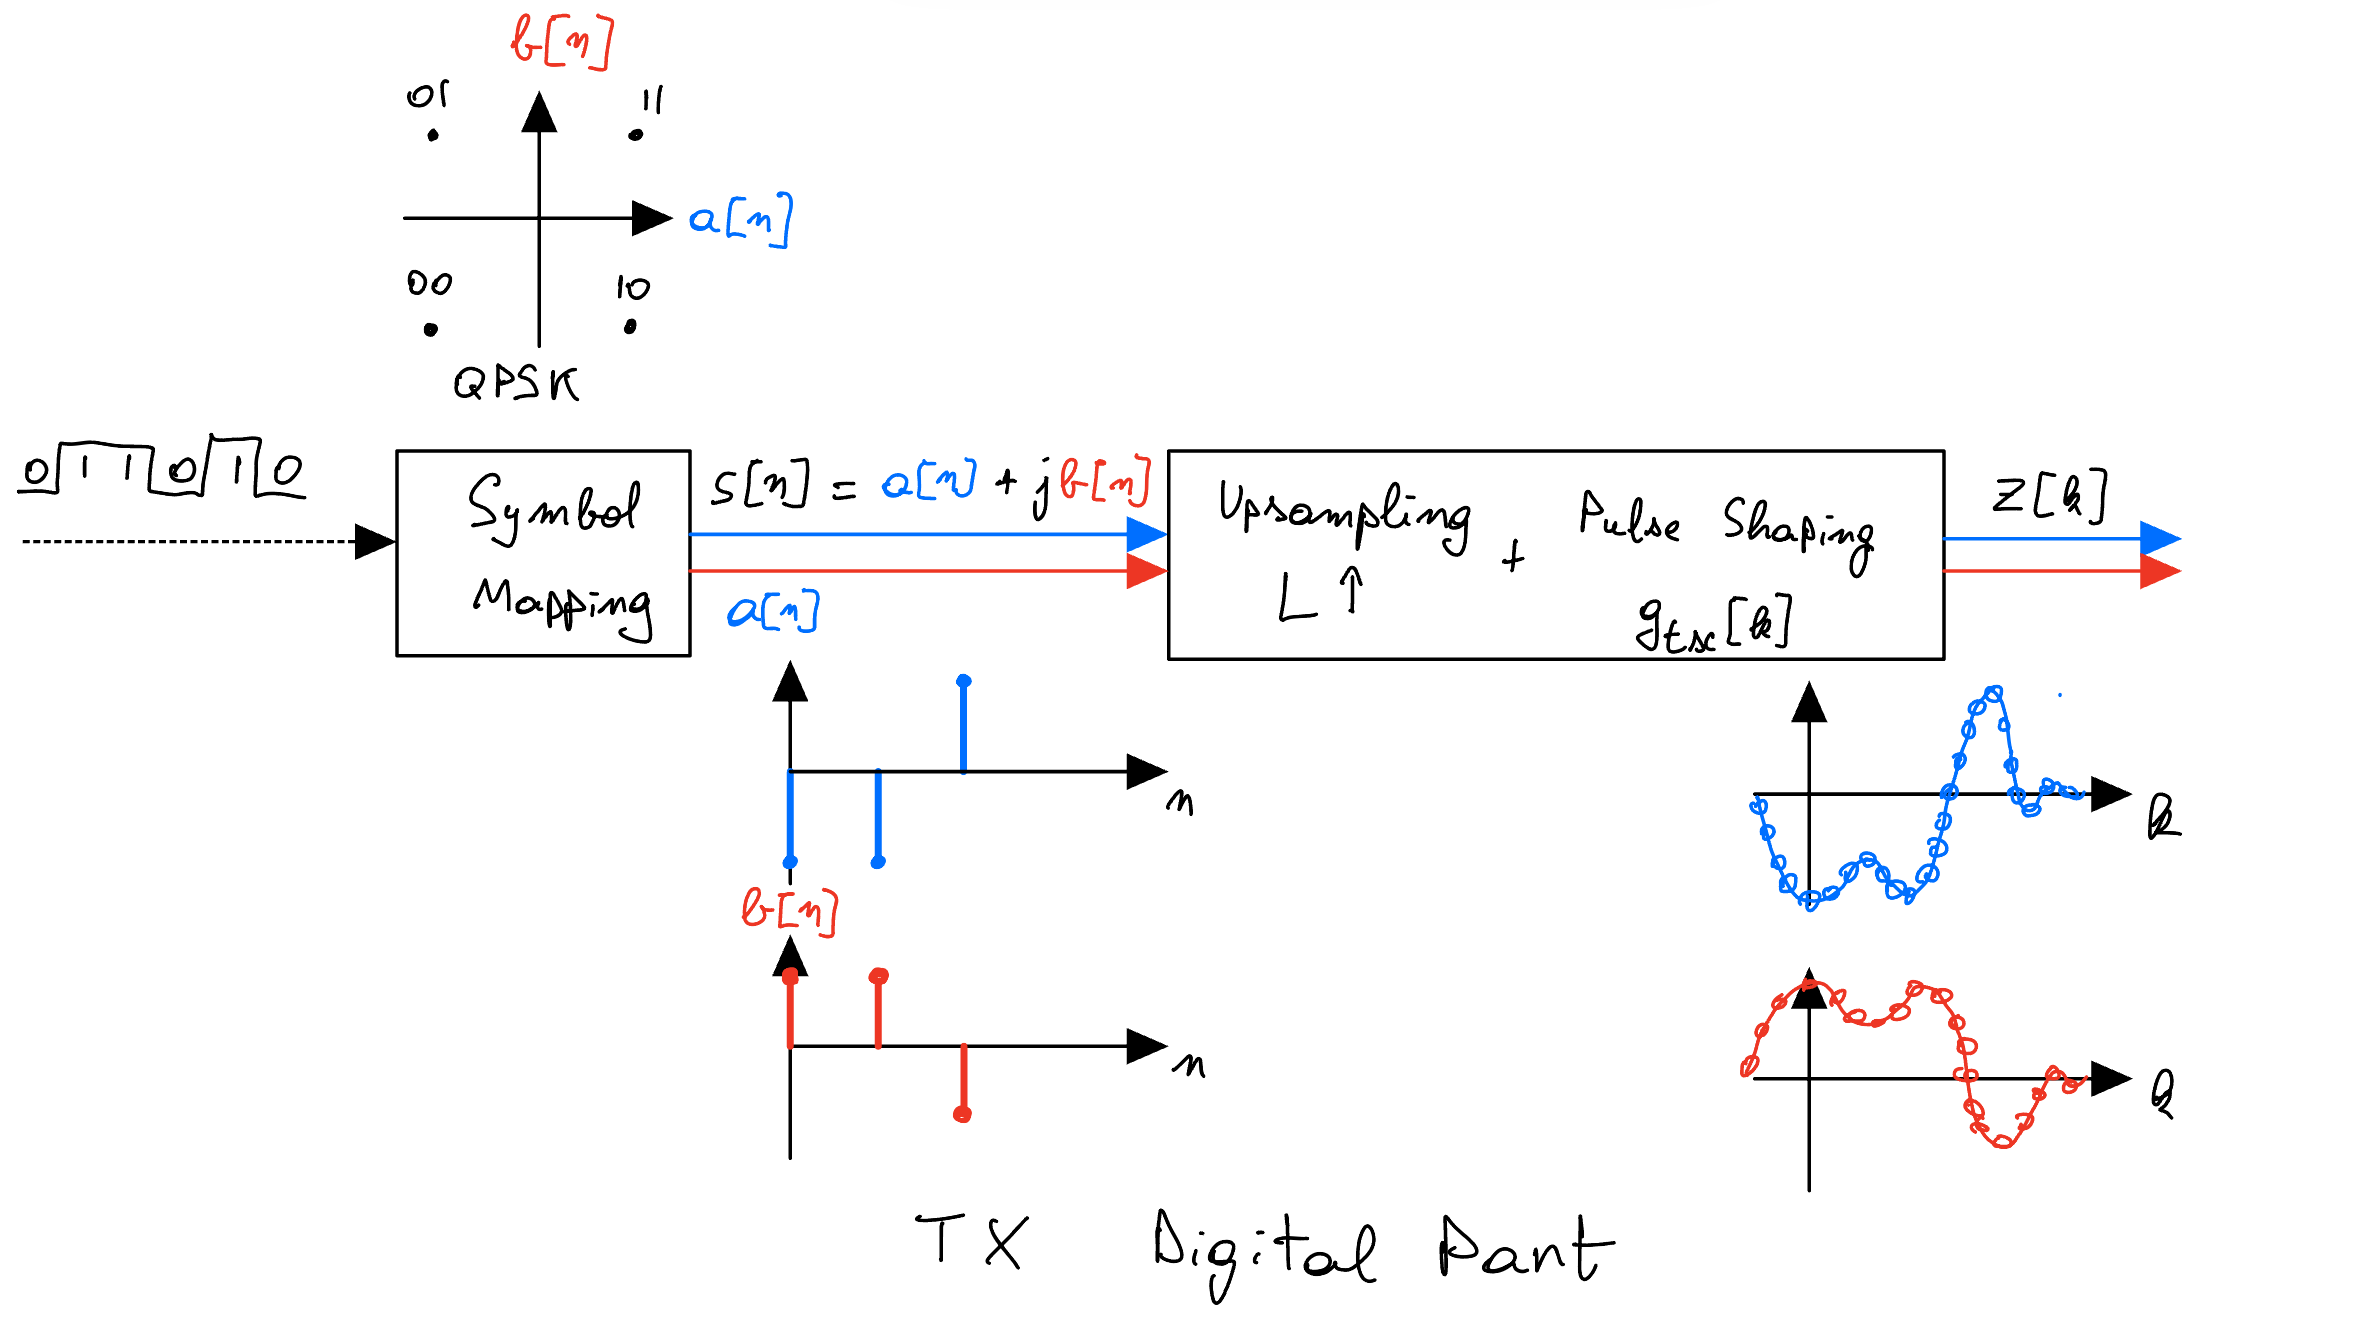 b[n]
01
11
a[n]
00
10
QPSK
0 1 1 0 1 0
Symbol
Mapping
s[n] = a[n] + jb[n]
Upsampling
L ↑
+
Pulse Shaping
g_tx[k]
z[k]
a[n]
n
k
b[n]
n
k
TX Digital Part